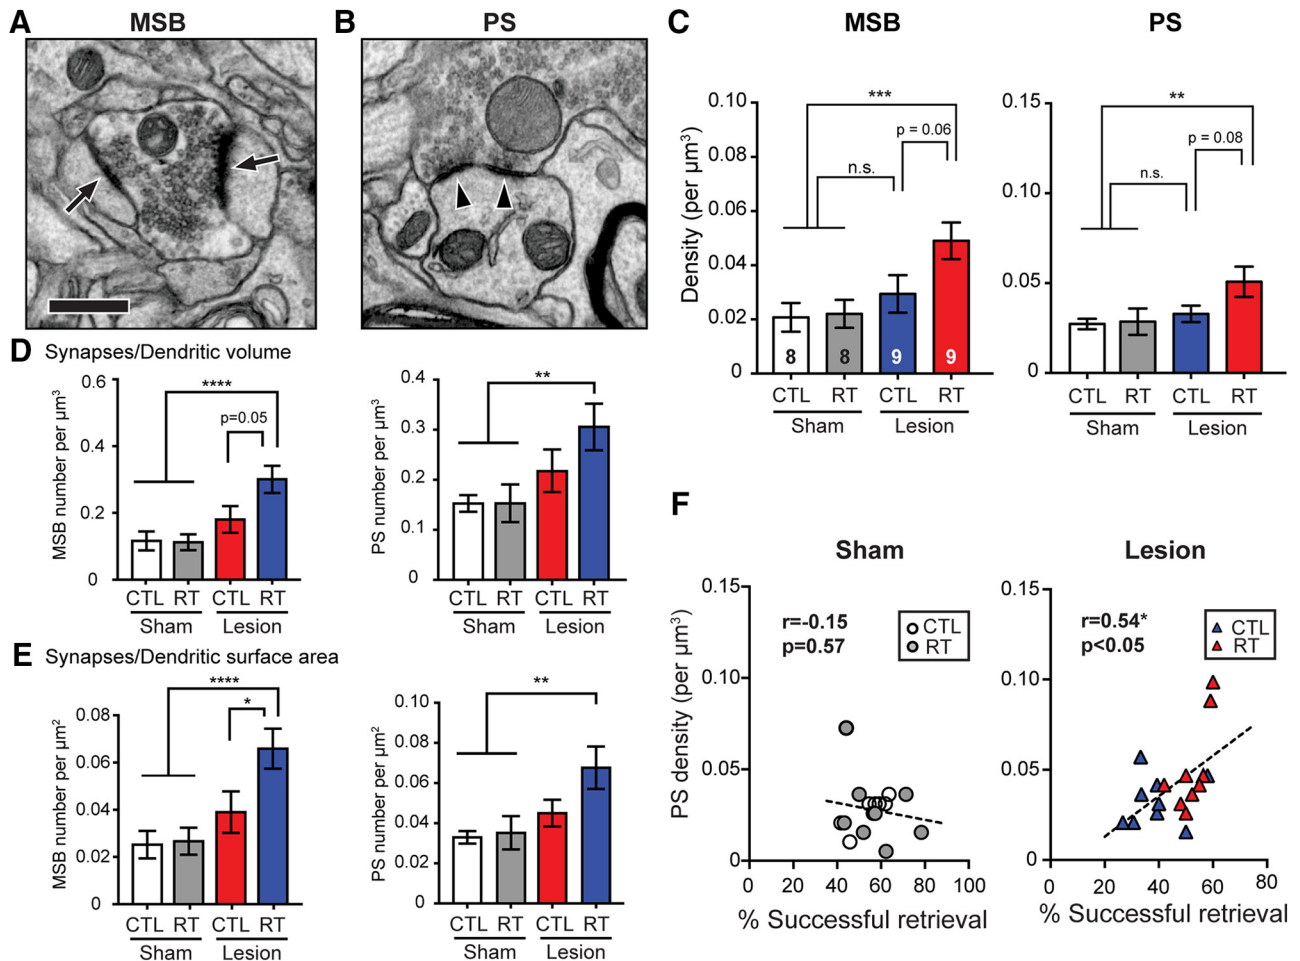 A MSB
B PS
C MSB PS
Density (per µm³)
0.10
0.08
0.06
0.04
0.02
0
***
p = 0.06
n.s.
8 8 9 9
CTL RT CTL RT
Sham Lesion
0.15
0.10
0.05
0
**
p = 0.08
n.s.
CTL RT CTL RT
Sham Lesion
D Synapses/Dendritic volume
MSB number per µm³
0.6
0.4
0.2
0
****
p=0.05
CTL RT CTL RT
Sham Lesion
PS number per µm³
0.4
0.3
0.2
0.1
0
**
CTL RT CTL RT
Sham Lesion
E Synapses/Dendritic surface area
MSB number per µm²
0.08
0.06
0.04
0.02
0
****
*
CTL RT CTL RT
Sham Lesion
PS number per µm²
0.10
0.08
0.06
0.04
0.02
0
**
CTL RT CTL RT
Sham Lesion
F
Sham
PS density (per µm³)
0.15
0.10
0.05
0
r=-0.15
p=0.57
CTL
RT
0 20 40 60 80 100
% Successful retrieval
Lesion
0.15
0.10
0.05
0
r=0.54*
p<0.05
CTL
RT
0 20 40 60 80
% Successful retrieval